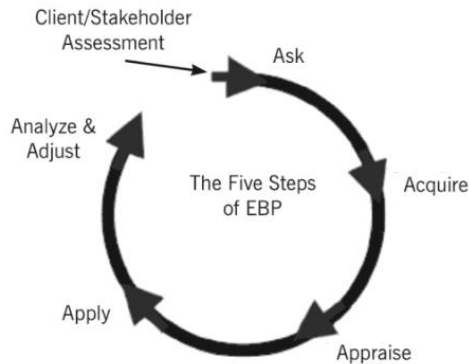 Client/Stakeholder
Assessment
Ask
Analyze &
Adjust
The Five Steps
of EBP
Acquire
Apply
Appraise